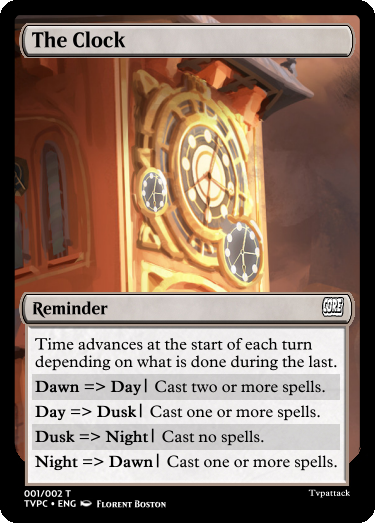 The Clock
Reminder
CORE
Time advances at the start of each turn
depending on what is done during the last.
Dawn => Day| Cast two or more spells.
Day => Dusk| Cast one or more spells.
Dusk => Night| Cast no spells.
Night => Dawn| Cast one or more spells.
001/002 T
Tvpattack
TVPC • ENG Florent Boston